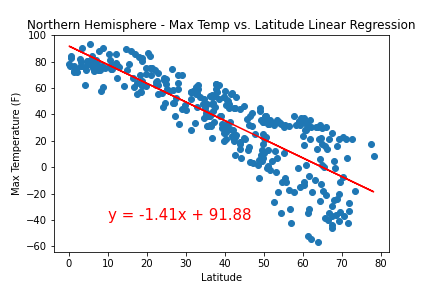 Northern Hemisphere - Max Temp vs. Latitude Linear Regression
100
80
60
40
20
0
−20
−40
−60
Max Temperature (F)
y = -1.41x + 91.88
0 10 20 30 40 50 60 70 80
Latitude